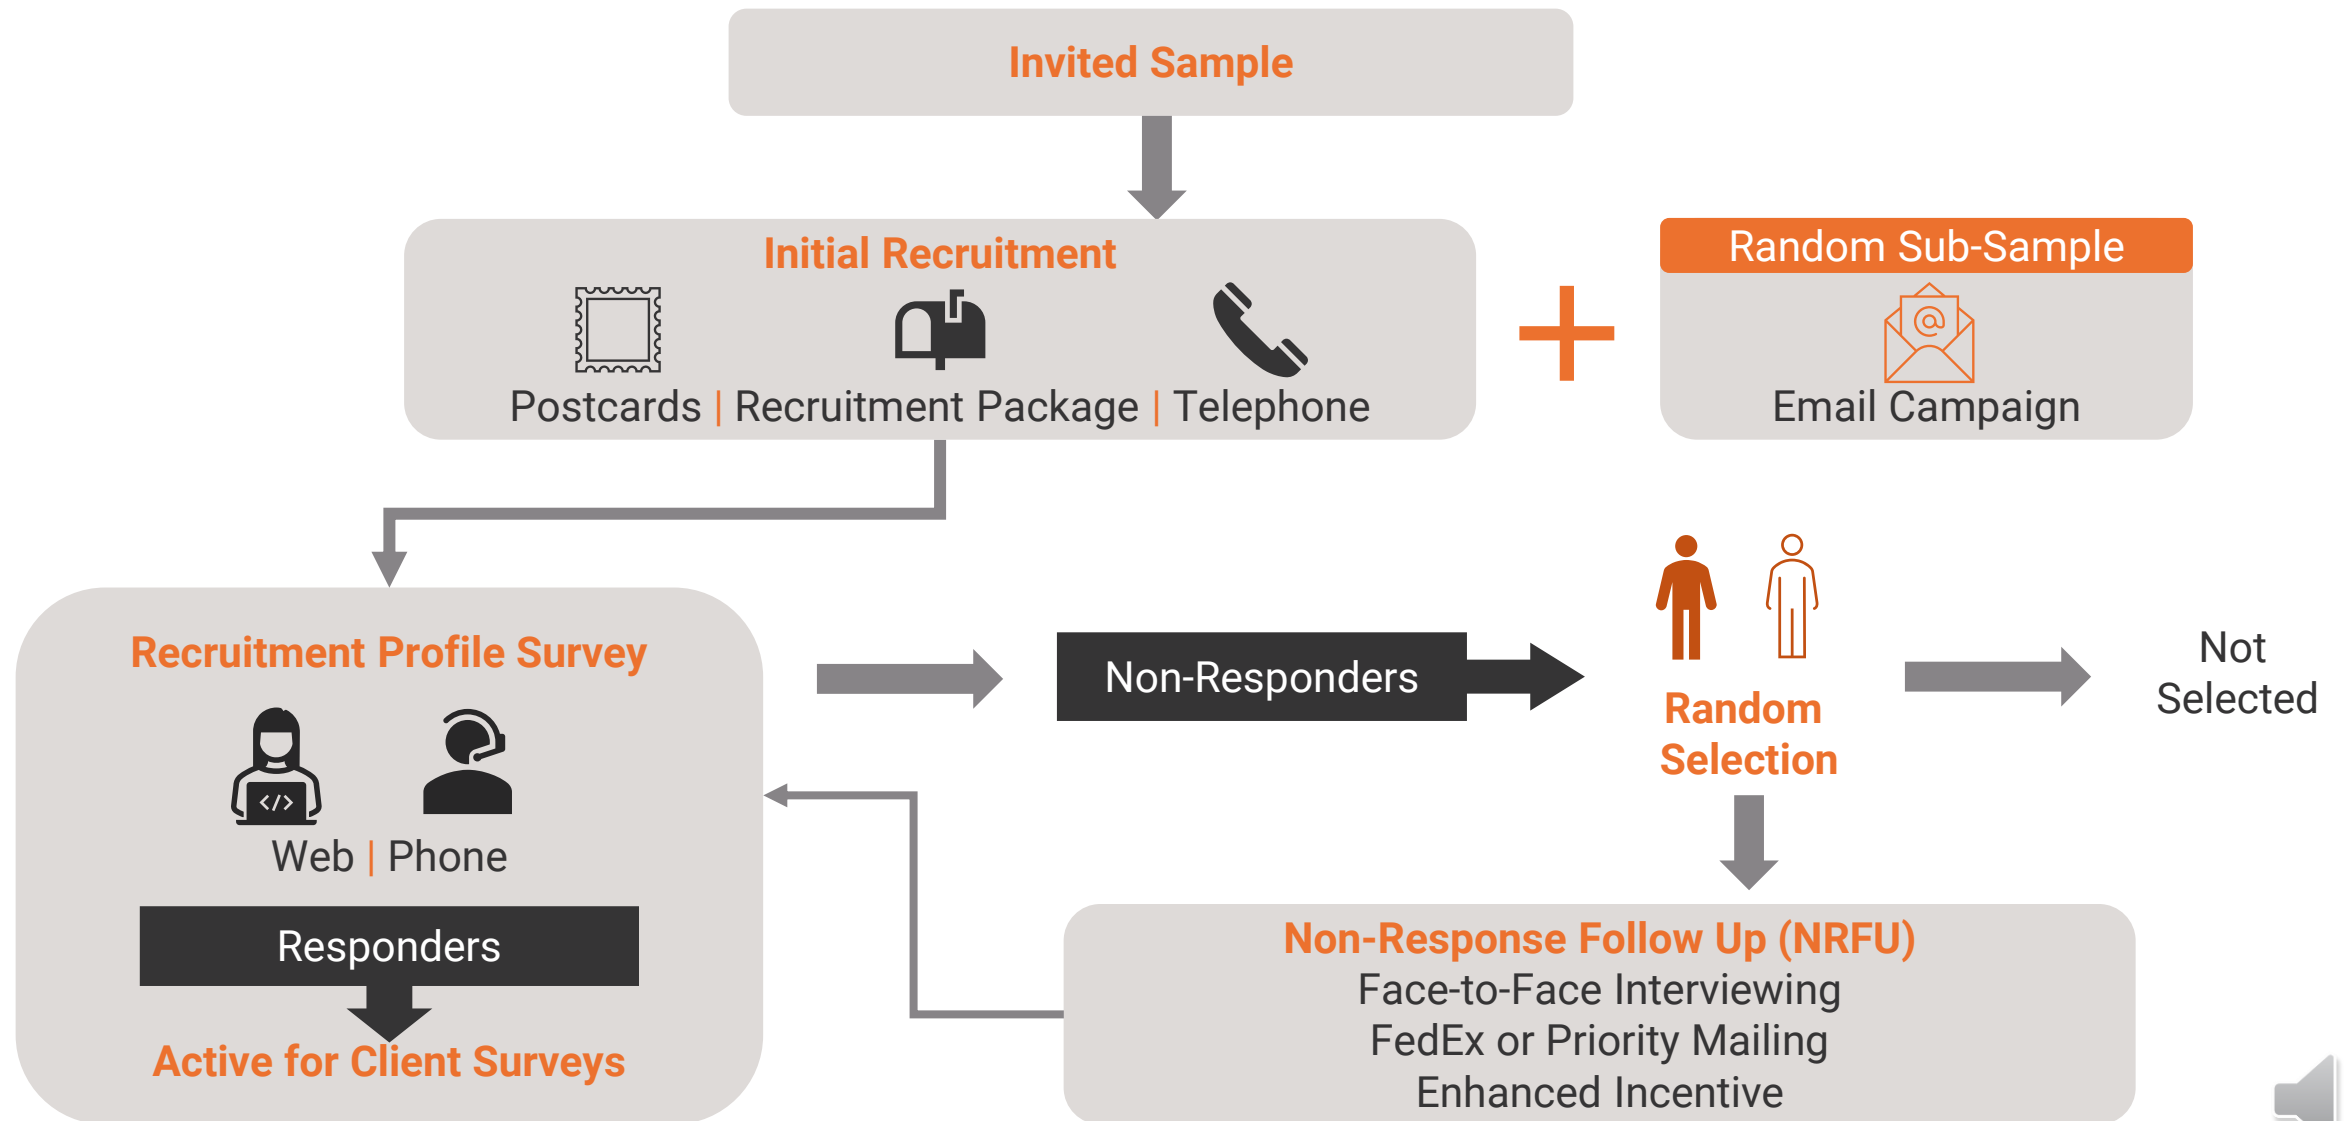 Invited Sample
Initial Recruitment
Postcards | Recruitment Package | Telephone
Random Sub-Sample
@
Email Campaign
Recruitment Profile Survey
</>
Web | Phone
Responders
Active for Client Surveys
Non-Responders
Random
Selection
Not
Selected
Non-Response Follow Up (NRFU)
Face-to-Face Interviewing
FedEx or Priority Mailing
Enhanced Incentive